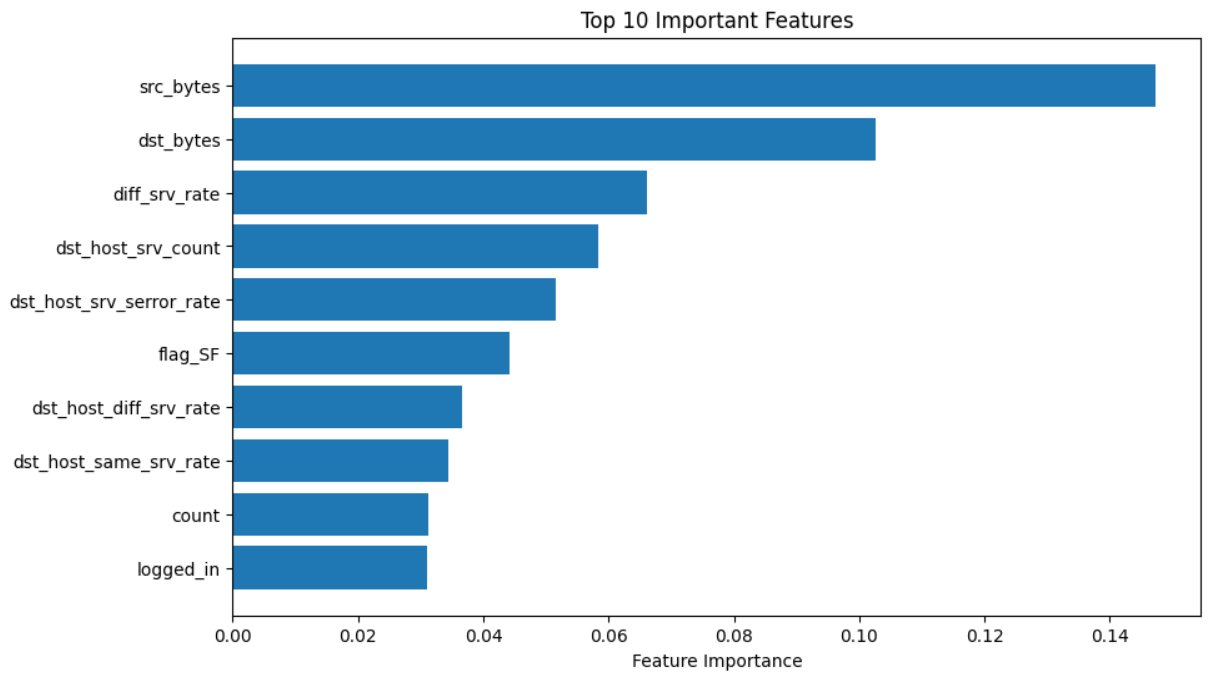 Top 10 Important Features
src_bytes
dst_bytes
diff_srv_rate
dst_host_srv_count
dst_host_srv_serror_rate
flag_SF
dst_host_diff_srv_rate
dst_host_same_srv_rate
count
logged_in
0.00 0.02 0.04 0.06 0.08 0.10 0.12 0.14
Feature Importance